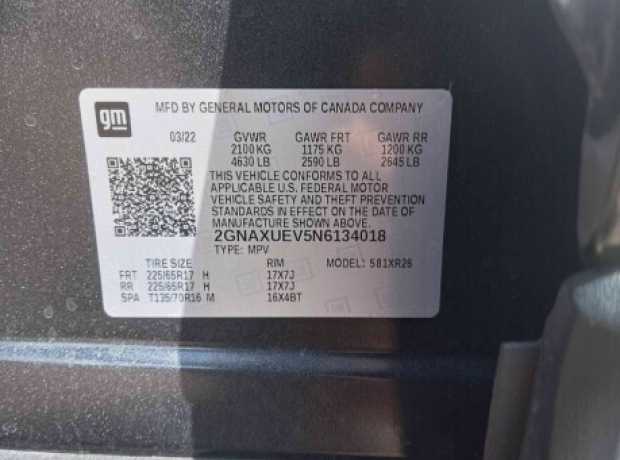 gm MFD BY GENERAL MOTORS OF CANADA COMPANY
03/22 GVWR GAWR FRT GAWR RR
2100 KG 1175 KG 1200 KG
4630 LB 2590 LB 2645 LB
THIS VEHICLE CONFORMS TO ALL
APPLICABLE U.S. FEDERAL MOTOR
VEHICLE SAFETY AND THEFT PREVENTION
STANDARDS IN EFFECT ON THE DATE OF
MANUFACTURE SHOWN ABOVE.
2GNAXUEV5N6134018
TYPE: MPV
TIRE SIZE RIM MODEL: 581XR26
FRT 225/65R17 H 17X7J
RR 225/65R17 H 17X7J
SPA T135/70R16 M 16X4BT